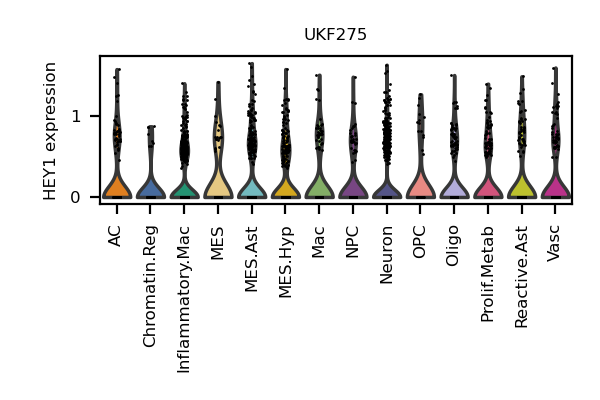 UKF275
HEY1 expression
1
0
AC
Chromatin.Reg
Inflammatory.Mac
MES
MES.Ast
MES.Hyp
Mac
NPC
Neuron
OPC
Oligo
Prolif.Metab
Reactive.Ast
Vasc